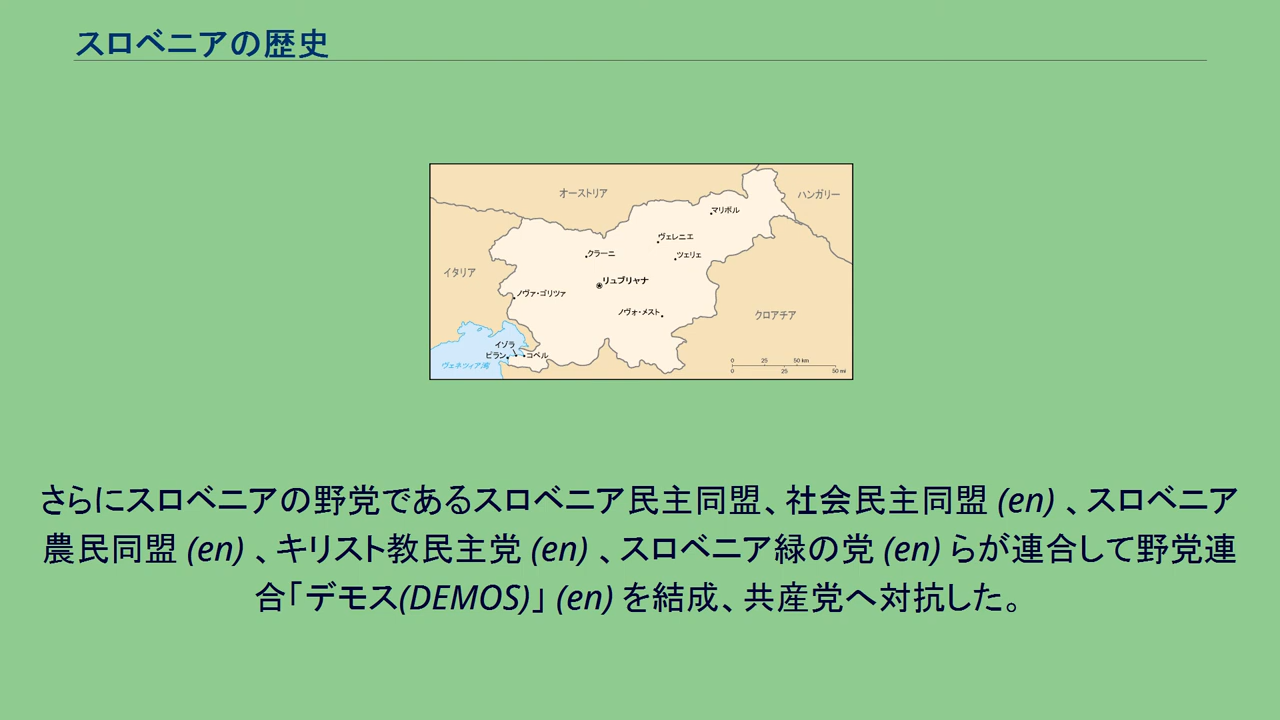 スロベニアの歴史
オーストリア
ハンガリー
マリボル
ヴェレニエ
クラーニ
ツェリェ
イタリア
リュブリャナ
ノヴァ・ゴリツァ
ノヴォ・メスト
クロアチア
イゾラ
ピラン
コペル
ヴェネツィア湾
0 25 50 km
0 25 50 mi
さらにスロベニアの野党であるスロベニア民主同盟、社会民主同盟 (en) 、スロベニア
農民同盟 (en) 、キリスト教民主党 (en) 、スロベニア緑の党 (en) らが連合して野党連
合「デモス(DEMOS)」 (en) を結成、共産党へ対抗した。